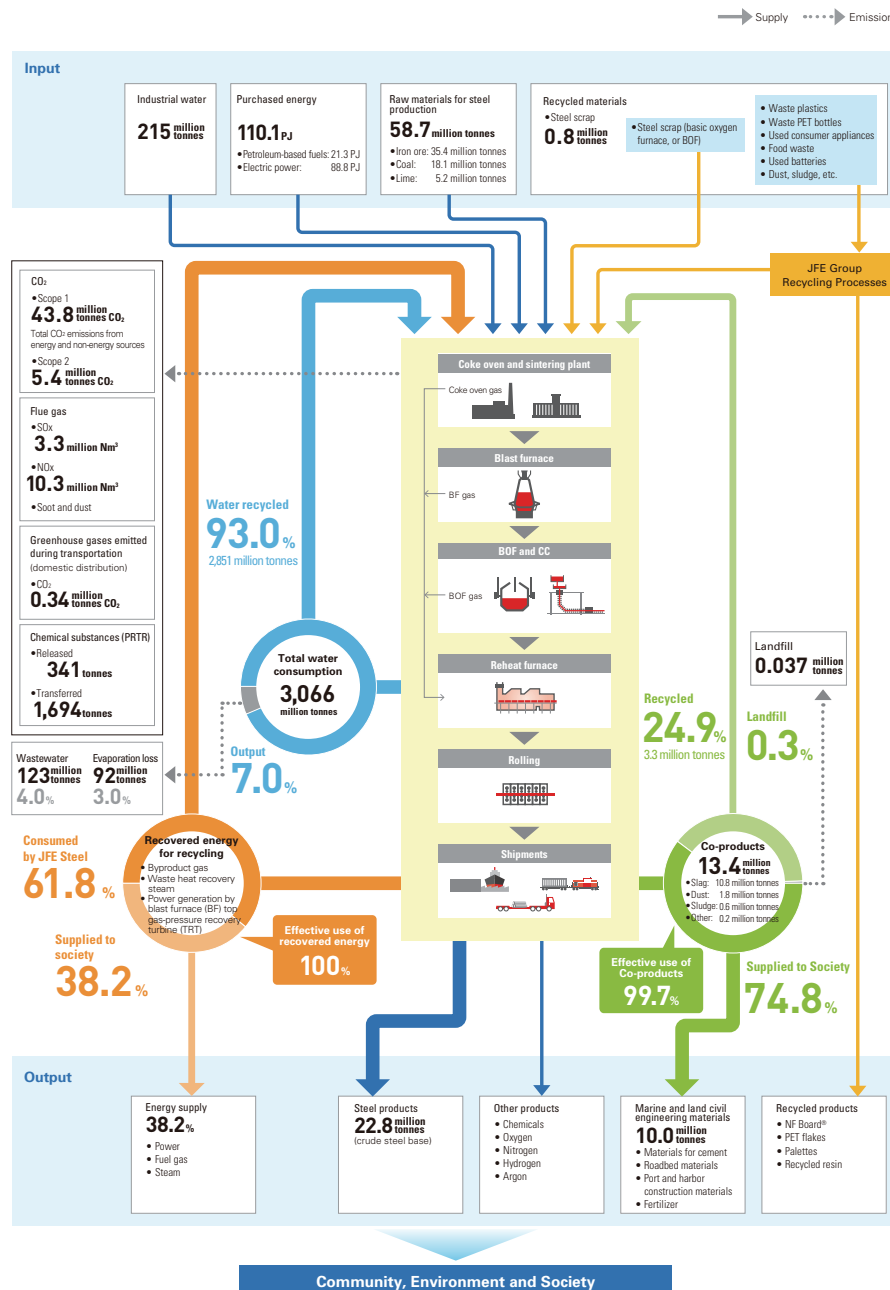 Supply
Emission
Input
Industrial water
215 million tonnes
Purchased energy
110.1 PJ
•Petroleum-based fuels: 21.3 PJ
•Electric power: 88.8 PJ
Raw materials for steel
production
58.7 million tonnes
•Iron ore: 35.4 million tonnes
•Coal: 18.1 million tonnes
•Lime: 5.2 million tonnes
Recycled materials
•Steel scrap
0.8 million tonnes
•Steel scrap (basic oxygen
furnace, or BOF)
• Waste plastics
• Waste PET bottles
• Used consumer appliances
• Food waste
• Used batteries
• Dust, sludge, etc.
JFE Group
Recycling Processes
CO₂
•Scope 1
43.8 million tonnes CO₂
Total CO² emissions from
energy and non-energy sources
•Scope 2
5.4 million tonnes CO₂
Flue gas
•SOx
3.3 million Nm³
•NOx
10.3 million Nm³
•Soot and dust
Greenhouse gases emitted
during transportation
(domestic distribution)
•CO₂
0.34 million tonnes CO₂
Chemical substances (PRTR)
•Released
341 tonnes
•Transferred
1,694 tonnes
Wastewater
123 million tonnes
4.0%
Evaporation loss
92 million tonnes
3.0%
Water recycled
93.0%
2,851 million tonnes
Total water
consumption
3,066
million tonnes
Output
7.0%
Coke oven and sintering plant
Coke oven gas
Blast furnace
BF gas
BOF and CC
BOF gas
Reheat furnace
Rolling
Shipments
Recycled
24.9%
3.3 million tonnes
Landfill
0.037 million tonnes
Landfill
0.3%
Consumed
by JFE Steel
61.8 %
Supplied to
society
38.2 %
Recovered energy
for recycling
• Byproduct gas
• Waste heat recovery
steam
• Power generation by
blast furnace (BF) top
gas-pressure recovery
turbine (TRT)
Effective use of
recovered energy
100%
Co-products
13.4 million tonnes
•Slag: 10.8 million tonnes
•Dust: 1.8 million tonnes
•Sludge: 0.6 million tonnes
•Other: 0.2 million tonnes
Effective use of
Co-products
99.7%
Supplied to Society
74.8%
Output
Energy supply
38.2%
• Power
• Fuel gas
• Steam
Steel products
22.8 million tonnes
(crude steel base)
Other products
• Chemicals
• Oxygen
• Nitrogen
• Hydrogen
• Argon
Marine and land civil
engineering materials
10.0 million tonnes
• Materials for cement
• Roadbed materials
• Port and harbor
construction materials
• Fertilizer
Recycled products
• NF Board®
• PET flakes
• Palettes
• Recycled resin
Community, Environment and Society